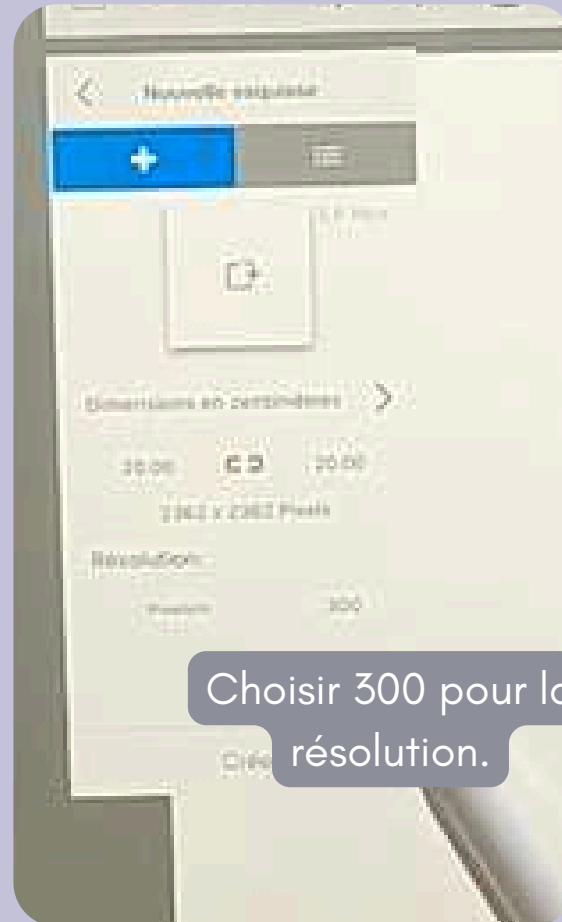 Nouvelle esquisse
Dimensions en centimètres
20.00 20.00
2362 x 2362 Pixels
Résolution
300
Choisir 300 pour la
résolution.